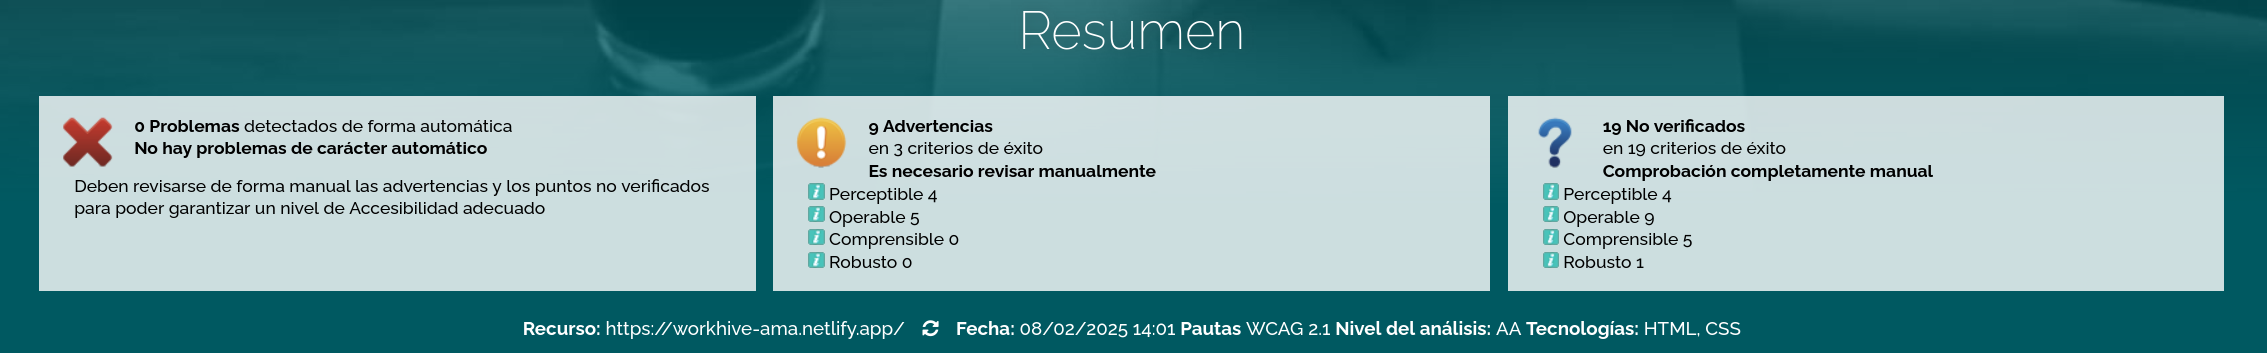 Resumen
0 Problemas detectados de forma automática
No hay problemas de carácter automático
Deben revisarse de forma manual las advertencias y los puntos no verificados
para poder garantizar un nivel de Accesibilidad adecuado
9 Advertencias
en 3 criterios de éxito
Es necesario revisar manualmente
Perceptible 4
Operable 5
Comprensible 0
Robusto 0
19 No verificados
en 19 criterios de éxito
Comprobación completamente manual
Perceptible 4
Operable 9
Comprensible 5
Robusto 1
Recurso: https://workhive-ama.netlify.app/ Fecha: 08/02/2025 14:01 Pautas WCAG 2.1 Nivel del análisis: AA Tecnologías: HTML, CSS